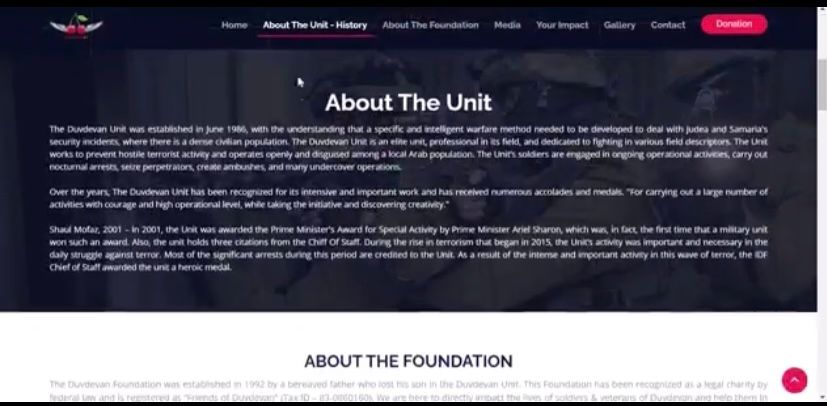 Home About The Unit - History About The Foundation Media Your Impact Gallery Contact Donation
About The Unit
The Duvdevan Unit was established in June 1986, with the understanding that a specific and intelligent warfare method needed to be developed to deal with Judea and Samaria's
security incidents, where there is a dense civilian population. The Duvdevan Unit is an elite unit, professional in its field, and dedicated to fighting in various field descriptors. The Unit
works to prevent hostile terrorist activity and operates openly and disguised among a local Arab population. The Unit's soldiers are engaged in ongoing operational activities, carry out
nocturnal arrests, seize perpetrators, create ambushes, and many undercover operations.
Over the years, The Duvdevan Unit has been recognized for its intensive and important work and has received numerous accolades and medals. "For carrying out a large number of
activities with courage and high operational level, while taking the initiative and discovering creativity."
Shaul Mofaz, 2001 – in 2001, the Unit was awarded the Prime Minister's Award for Special Activity by Prime Minister Ariel Sharon, which was, in fact, the first time that a military unit
won such an award. Also, the unit holds three citations from the Chiff Of Staff. During the rise in terrorism that began in 2015, the Unit's activity was important and necessary in the
daily struggle against terror. Most of the significant arrests during this period are credited to the Unit. As a result of the intense and important activity in this wave of terror, the IDF
Chief of Staff awarded the unit a heroic medal.
ABOUT THE FOUNDATION
The Duvdevan Foundation was established in 1992 by a bereaved father who lost his son in the Duvdevan Unit. This Foundation has been recognized as a legal charity by
federal law and is registered as "Friends of Duvdevan" (Tax ID – We are here to directly impact the lives of soldiers & veterans of Duvdevan and help them in